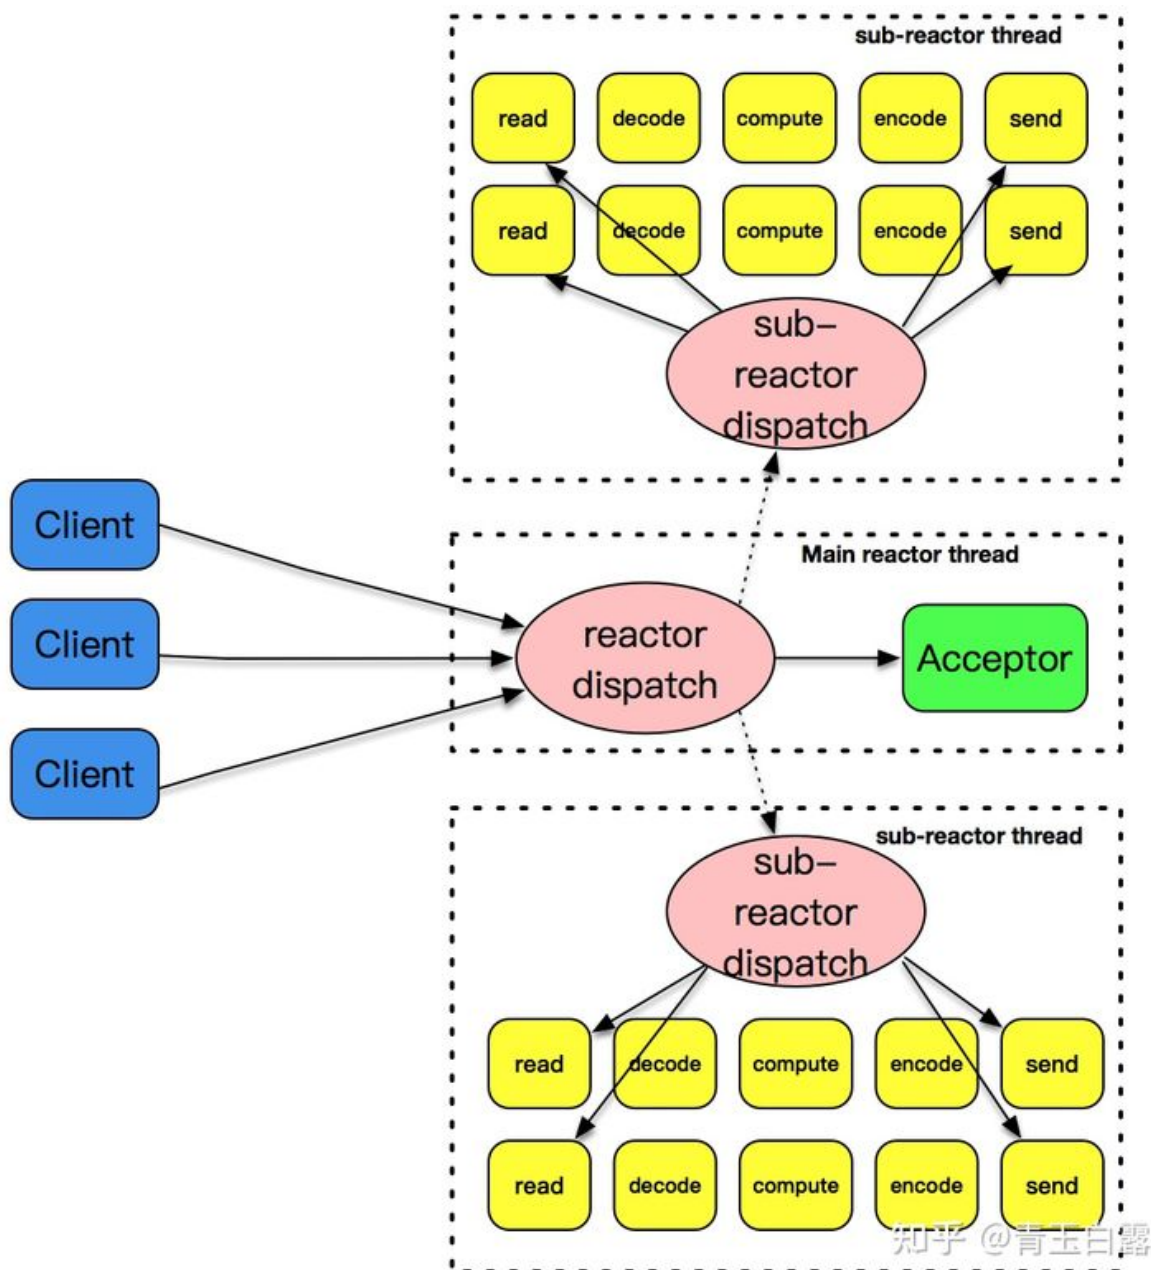 sub-reactor thread
read decode compute encode send
read decode compute encode send
sub-
reactor
dispatch
Client
Client
Client
Main reactor thread
reactor
dispatch
Acceptor
sub-reactor thread
sub-
reactor
dispatch
read decode compute encode send
read decode compute encode send
知乎 @青玉白露